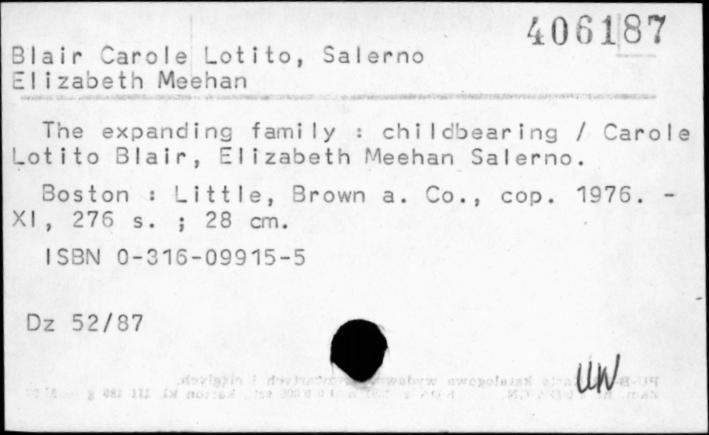 406187
Blair Carole Lotito, Salerno
Elizabeth Meehan
The expanding family : childbearing / Carole
Lotito Blair, Elizabeth Meehan Salerno.
Boston : Little, Brown a. Co., cop. 1976. -
XI, 276 s. ; 28 cm.
ISBN 0-316-09915-5
Dz 52/87
UW